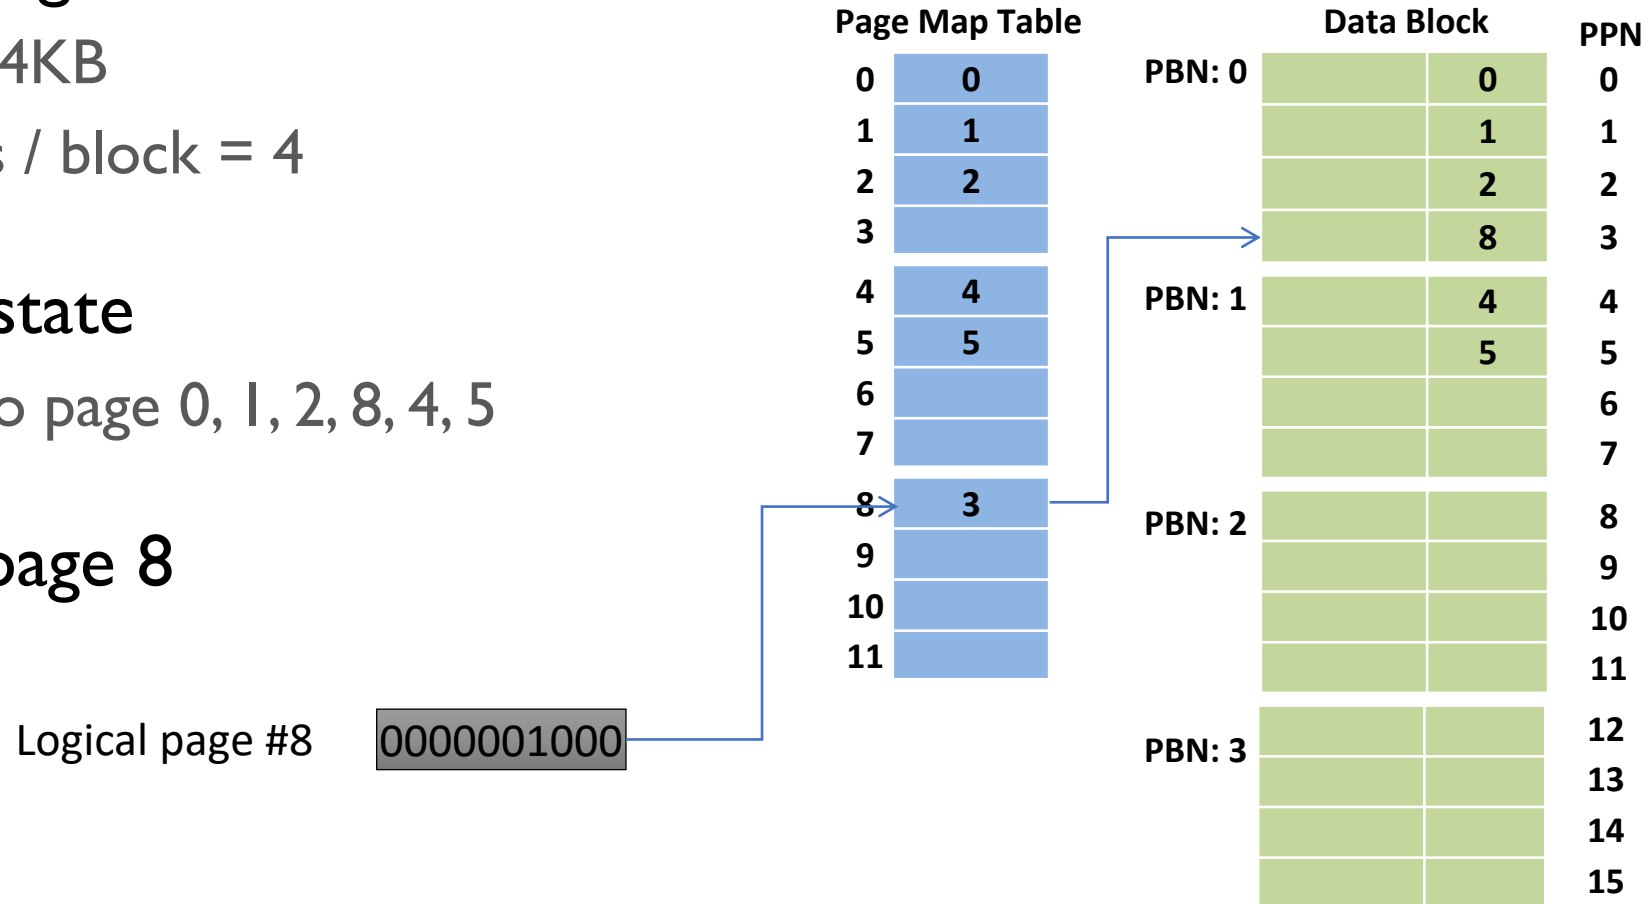 4KB
/ block = 4
state
page 0, 1, 2, 8, 4, 5
page 8
Logical page #8
0000001000
Page Map Table
0 0
1 1
2 2
3
4 4
5 5
6
7
8 3
9
10
11
Data Block
PPN
PBN: 0
0 0
1 1
2 2
8 3
PBN: 1
4 4
5 5
6
7
PBN: 2
8
9
10
11
PBN: 3
12
13
14
15